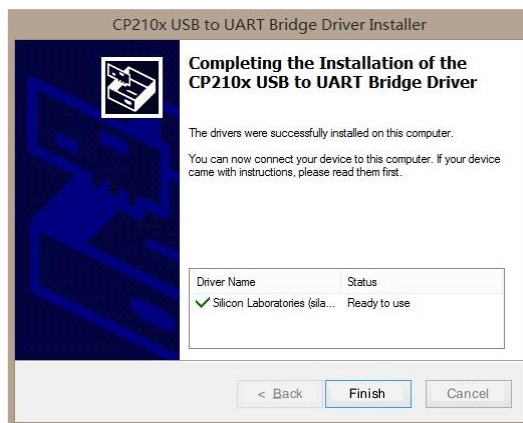 CP210x USB to UART Bridge Driver Installer
Completing the Installation of the
CP210x USB to UART Bridge Driver
The drivers were successfully installed on this computer.
You can now connect your device to this computer. If your device
came with instructions, please read them first.
Driver Name Status
Silicon Laboratories (sila... Ready to use
< Back Finish Cancel